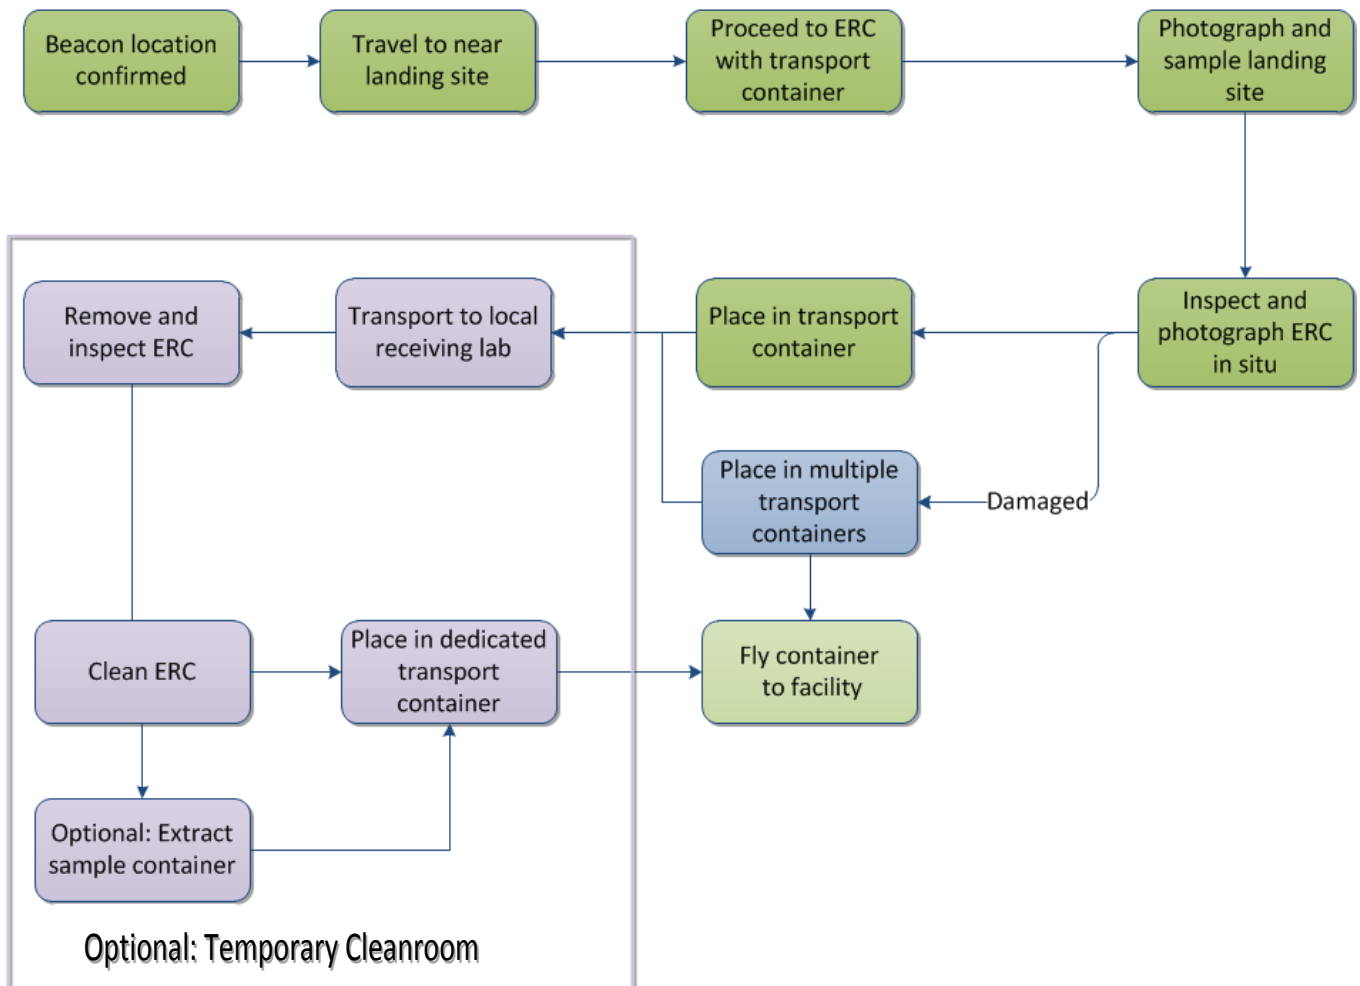 Beacon location
confirmed
Travel to near
landing site
Proceed to ERC
with transport
container
Photograph and
sample landing
site
Remove and
inspect ERC
Transport to local
receiving lab
Place in transport
container
Inspect and
photograph ERC
in situ
Place in multiple
transport
containers
Damaged
Clean ERC
Place in dedicated
transport
container
Fly container
to facility
Optional: Extract
sample container
Optional: Temporary Cleanroom